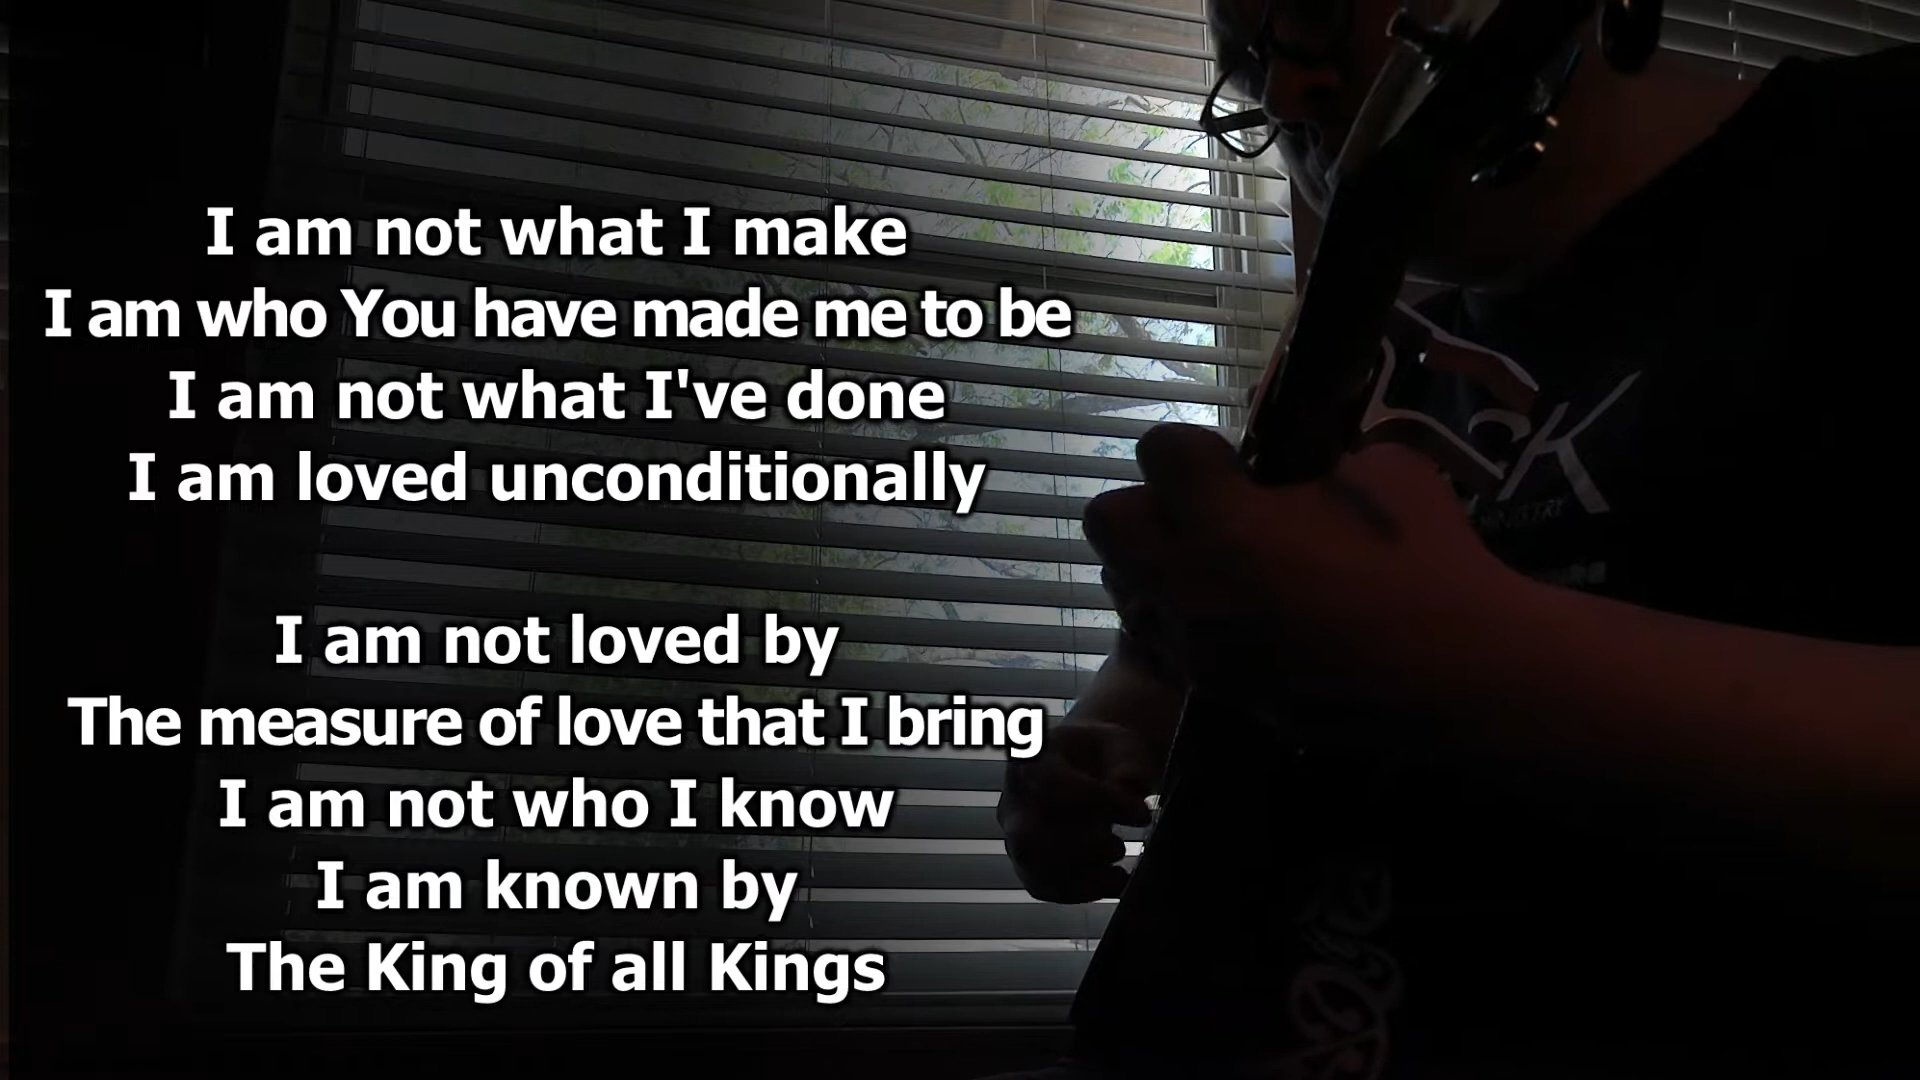 I am not what I make
I am who You have made me to be
I am not what I've done
I am loved unconditionally
I am not loved by
The measure of love that I bring
I am not who I know
I am known by
The King of all Kings